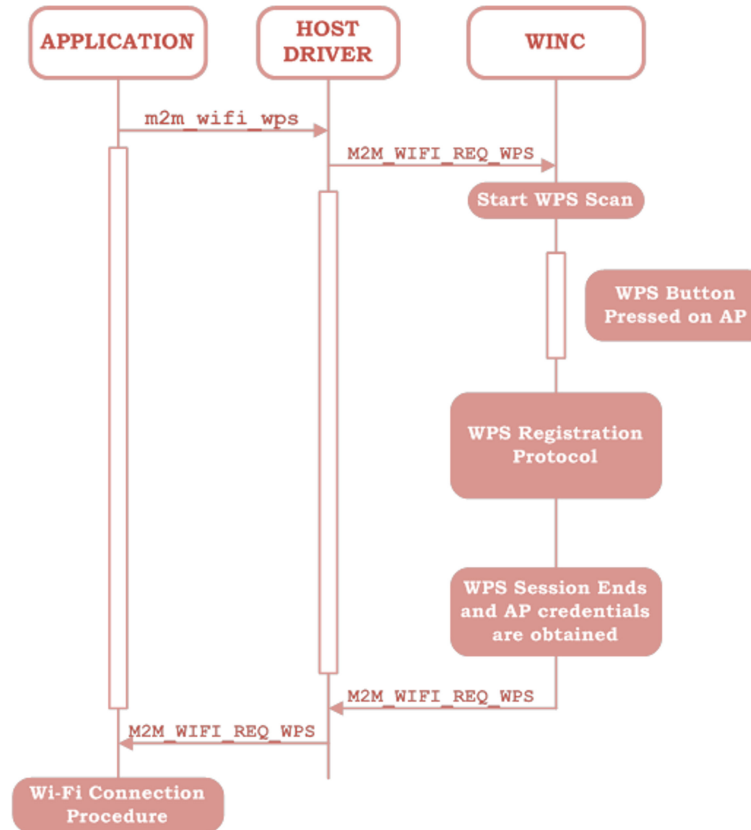 APPLICATION
HOST
DRIVER
WINC
m2m_wifi_wps
M2M_WIFI_REQ_WPS
Start WPS Scan
WPS Button
Pressed on AP
WPS Registration
Protocol
WPS Session Ends
and AP credentials
are obtained
M2M_WIFI_REQ_WPS
M2M_WIFI_REQ_WPS
Wi-Fi Connection
Procedure